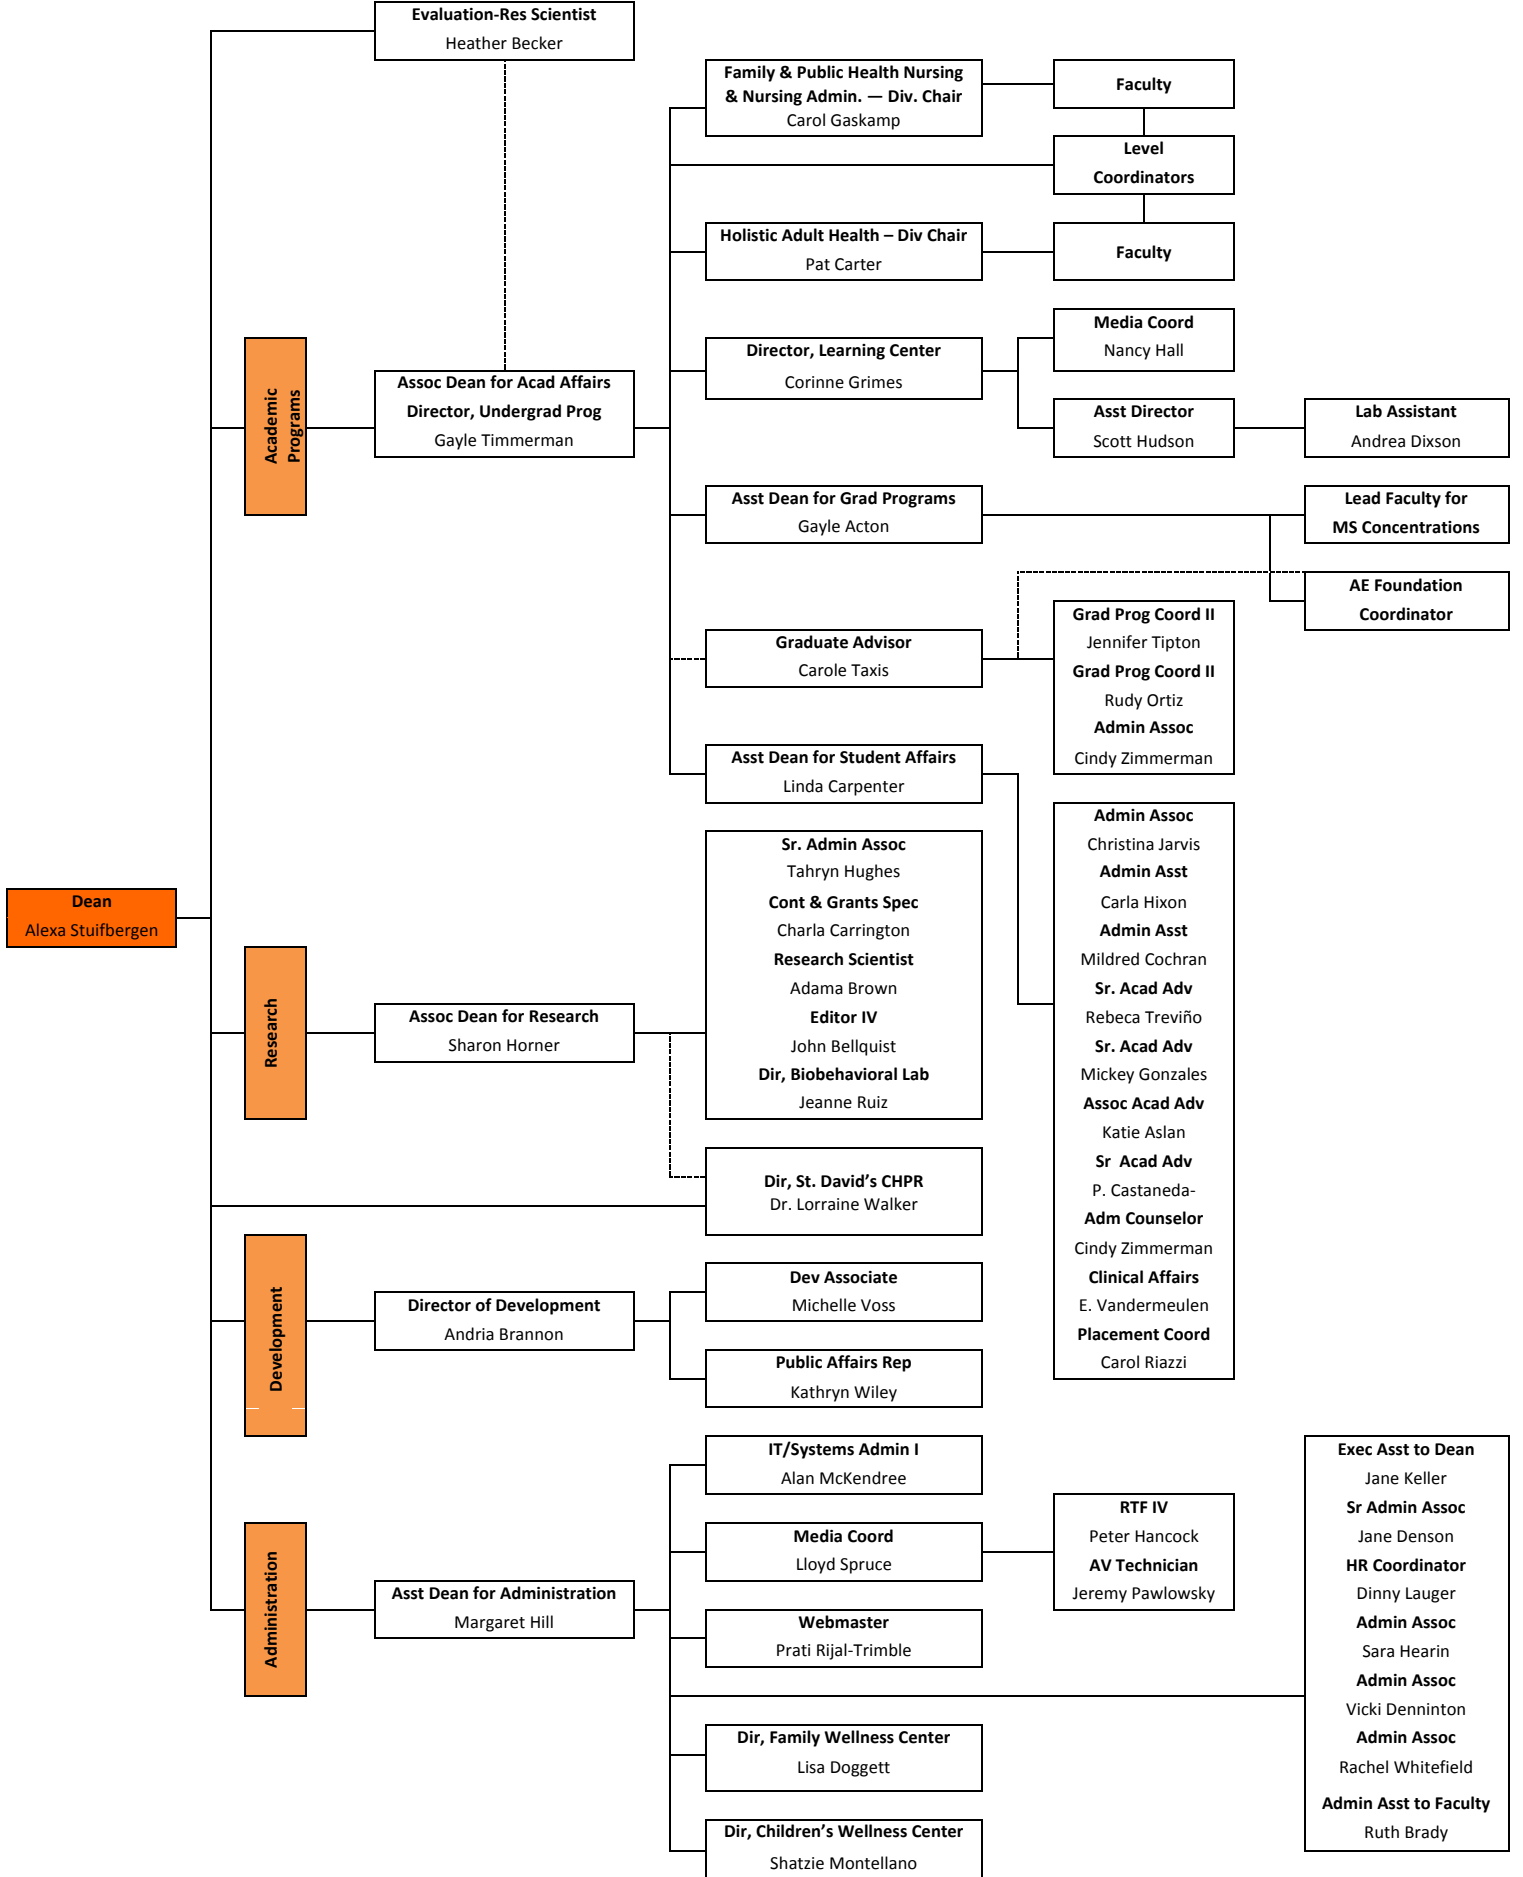 Evaluation-Res Scientist
Heather Becker
Family & Public Health Nursing
& Nursing Admin. — Div. Chair
Carol Gaskamp
Faculty
Level
Coordinators
Holistic Adult Health – Div Chair
Pat Carter
Faculty
Media Coord
Nancy Hall
Director, Learning Center
Corinne Grimes
Academic
Programs
Assoc Dean for Acad Affairs
Director, Undergrad Prog
Gayle Timmerman
Asst Director
Scott Hudson
Lab Assistant
Andrea Dixson
Asst Dean for Grad Programs
Gayle Acton
Lead Faculty for
MS Concentrations
AE Foundation
Coordinator
Graduate Advisor
Carole Taxis
Grad Prog Coord II
Jennifer Tipton
Grad Prog Coord II
Rudy Ortiz
Admin Assoc
Cindy Zimmerman
Asst Dean for Student Affairs
Linda Carpenter
Admin Assoc
Christina Jarvis
Admin Asst
Carla Hixon
Admin Asst
Mildred Cochran
Sr. Acad Adv
Rebeca Treviño
Sr. Acad Adv
Mickey Gonzales
Assoc Acad Adv
Katie Aslan
Sr  Acad Adv
P. Castaneda-
Adm Counselor
Cindy Zimmerman
Clinical Affairs
E. Vandermeulen
Placement Coord
Carol Riazzi
Dean
Alexa Stuifbergen
Research
Assoc Dean for Research
Sharon Horner
Sr. Admin Assoc
Tahryn Hughes
Cont & Grants Spec
Charla Carrington
Research Scientist
Adama Brown
Editor IV
John Bellquist
Dir, Biobehavioral Lab
Jeanne Ruiz
Dir, St. David’s CHPR
Dr. Lorraine Walker
Development
Director of Development
Andria Brannon
Dev Associate
Michelle Voss
Public Affairs Rep
Kathryn Wiley
Administration
Asst Dean for Administration
Margaret Hill
IT/Systems Admin I
Alan McKendree
Media Coord
Lloyd Spruce
RTF IV
Peter Hancock
AV Technician
Jeremy Pawlowsky
Webmaster
Prati Rijal-Trimble
Exec Asst to Dean
Jane Keller
Sr Admin Assoc
Jane Denson
HR Coordinator
Dinny Lauger
Admin Assoc
Sara Hearin
Admin Assoc
Vicki Denninton
Admin Assoc
Rachel Whitefield
Admin Asst to Faculty
Ruth Brady
Dir, Family Wellness Center
Lisa Doggett
Dir, Children’s Wellness Center
Shatzie Montellano